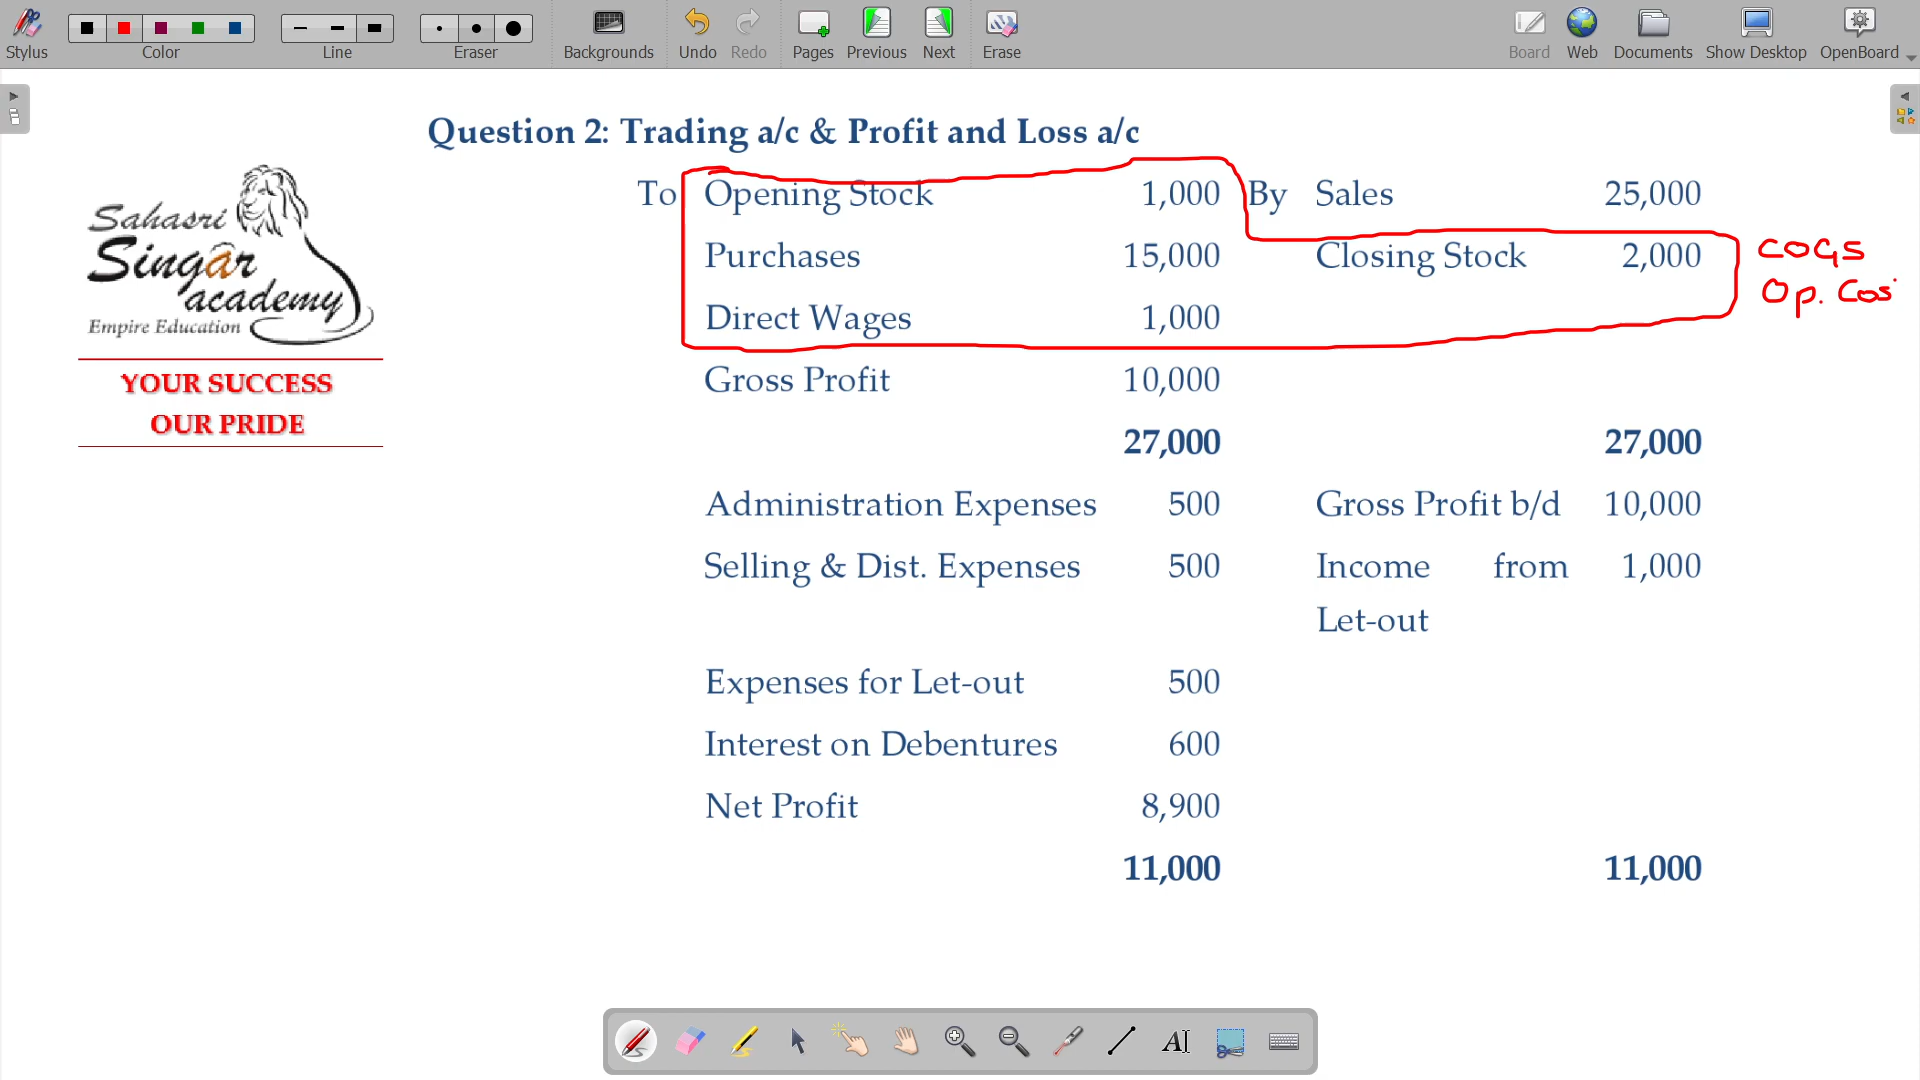 Stylus Color Line Eraser Backgrounds Undo Redo Pages Previous Next Erase Board Web Documents Show Desktop OpenBoard
Question 2: Trading a/c & Profit and Loss a/c
Sahasri
Singar
academy
Empire Education
YOUR SUCCESS
OUR PRIDE
To Opening Stock 1,000 By Sales 25,000
Purchases 15,000 Closing Stock 2,000 COGS
Op. Cos
Direct Wages 1,000
Gross Profit 10,000
27,000 27,000
Administration Expenses 500 Gross Profit b/d 10,000
Selling & Dist. Expenses 500 Income from 1,000
Let-out
Expenses for Let-out 500
Interest on Debentures 600
Net Profit 8,900
11,000 11,000